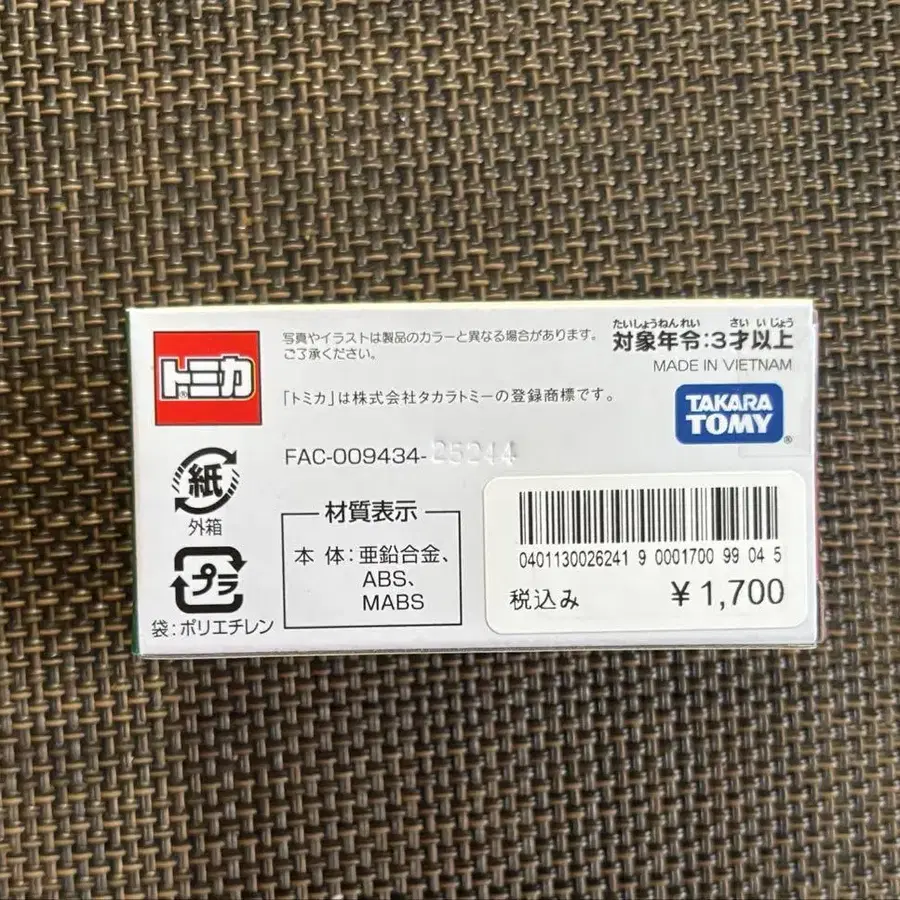 トミカ
®
写真やイラストは製品のカラーと異なる場合があります。
ご了承ください。
たいしょうねんれい さい いじょう
対象年令:3才以上
MADE IN VIETNAM
「トミカ」は株式会社タカラトミーの登録商標です。
TAKARA
TOMY
®
FAC-009434-25244
紙
外箱
プラ
袋:ポリエチレン
材質表示
本 体:亜鉛合金、
ABS、
MABS
0401130026241 9 0001700 99 04 5
税込み ¥1,700